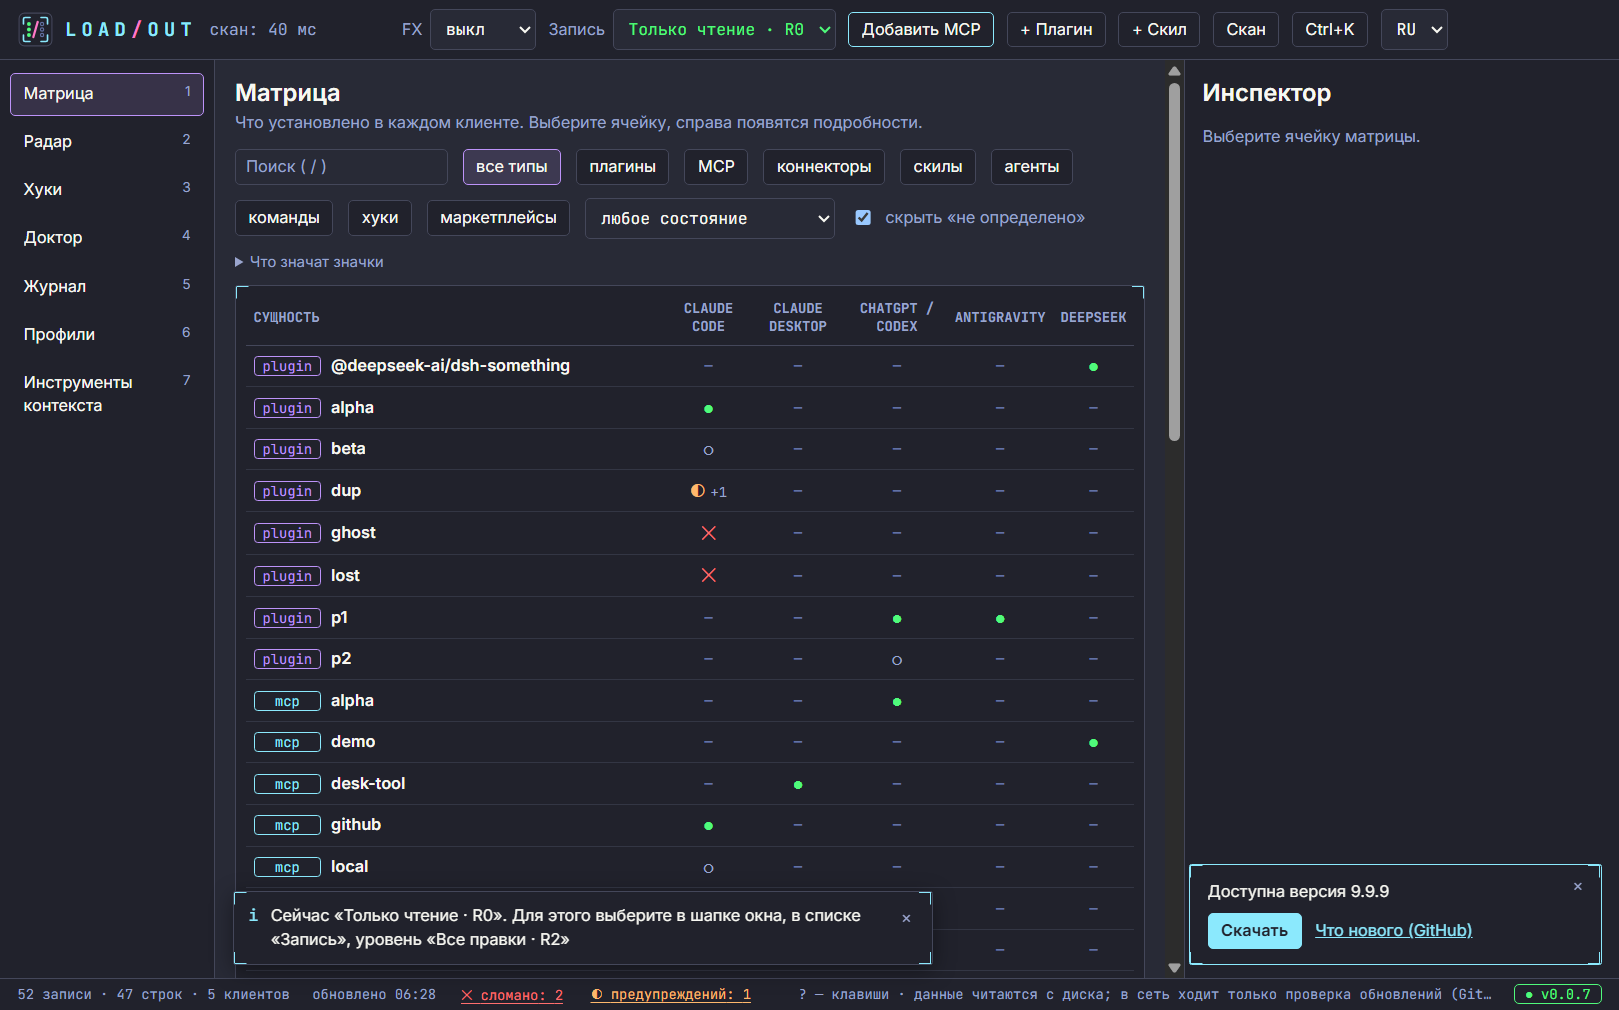 LOAD/OUT скан: 40 мс FX выкл Запись Только чтение · R0 Добавить MCP + Плагин + Скил Скан Ctrl+K RU
Матрица 1
Радар 2
Хуки 3
Доктор 4
Журнал 5
Профили 6
Инструменты контекста 7
Матрица
Что установлено в каждом клиенте. Выберите ячейку, справа появятся подробности.
Поиск ( / ) все типы плагины MCP коннекторы скилы агенты
команды хуки маркетплейсы любое состояние скрыть «не определено»
Что значат значки
СУЩНОСТЬ CLAUDE CODE CLAUDE DESKTOP CHATGPT / CODEX ANTIGRAVITY DEEPSEEK
plugin @deepseek-ai/dsh-something – – – – ●
plugin alpha ● – – – –
plugin beta ○ – – – –
plugin dup ◐ +1 – – – –
plugin ghost ✕ – – – –
plugin lost ✕ – – – –
plugin p1 – – ● ● –
plugin p2 – – ○ – –
mcp alpha – – ● – –
mcp demo – – – – ●
mcp desk-tool – ● – – –
mcp github ● – – – –
mcp local ○ – – – –
– –
– –
i Сейчас «Только чтение · R0». Для этого выберите в шапке окна, в списке
«Запись», уровень «Все правки · R2» ×
Инспектор
Выберите ячейку матрицы.
Доступна версия 9.9.9 ×
Скачать Что нового (GitHub)
52 записи · 47 строк · 5 клиентов обновлено 06:28 ✕ сломано: 2 ◐ предупреждений: 1 ? — клавиши · данные читаются с диска; в сеть ходит только проверка обновлений (Git… ● v0.0.7